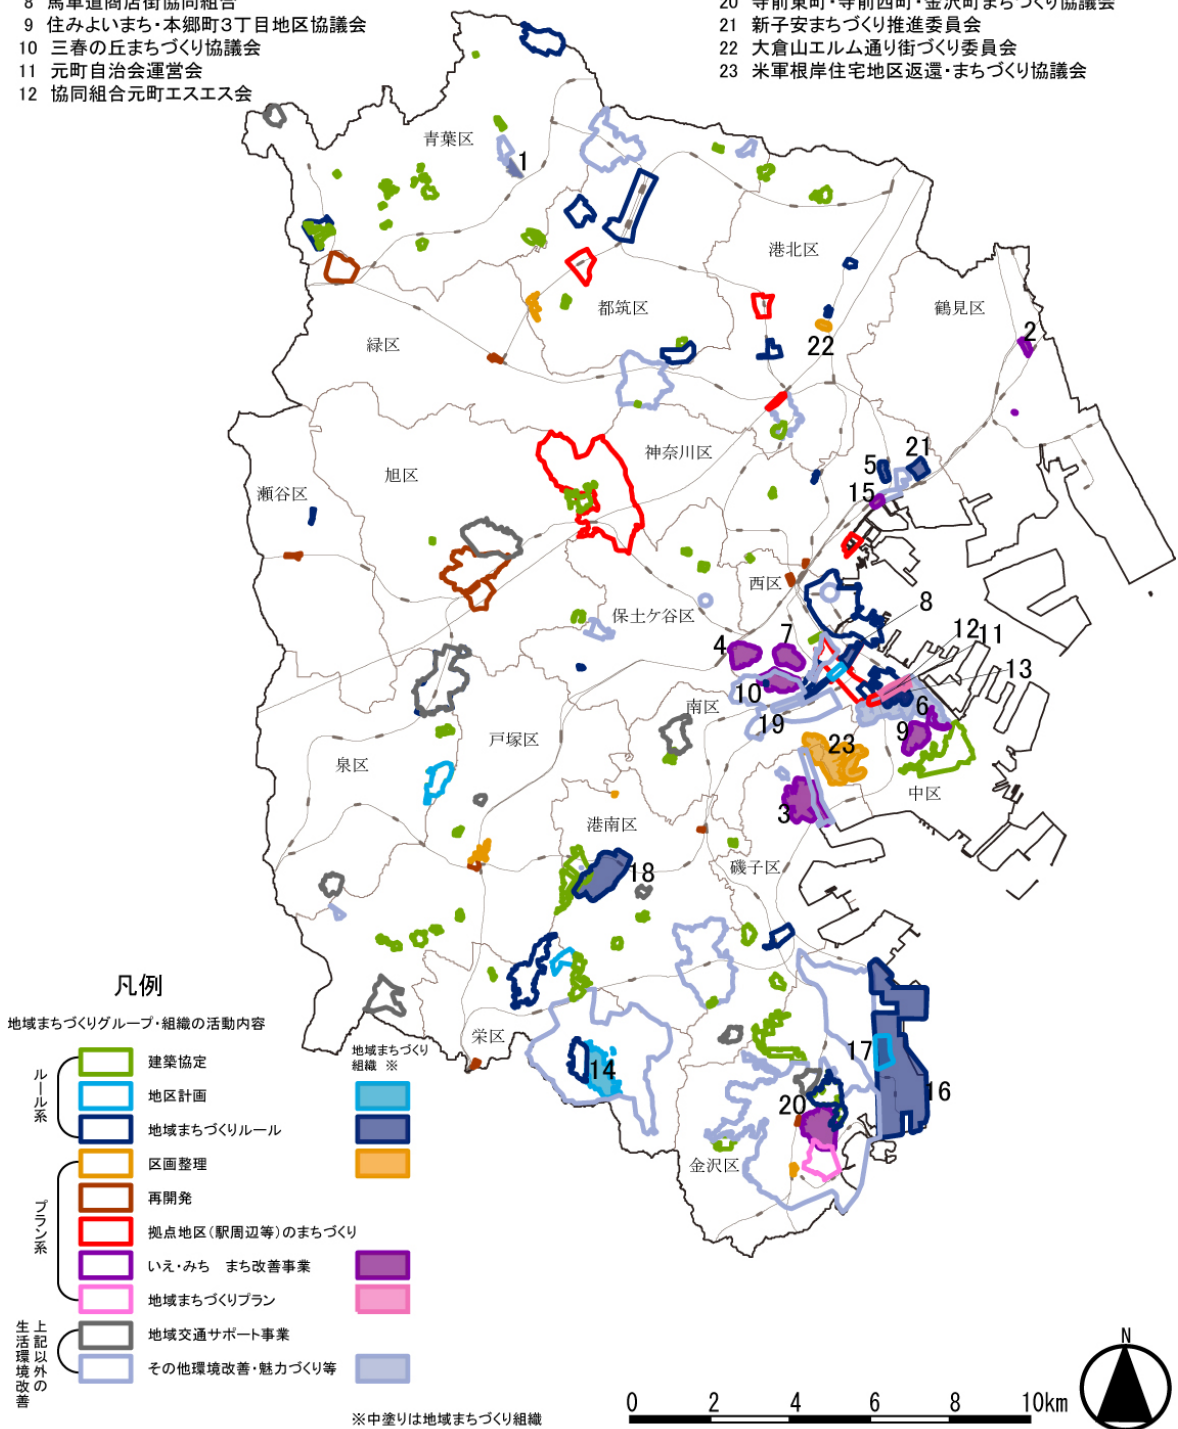 8 馬車道商店街協同組合
9 住みよいまち・本郷町3丁目地区協議会
10 三春の丘まちづくり協議会
11 元町自治会運営会
12 協同組合元町エスエス会
20 寺前東町・寺前西町・金沢町まちづくり協議会
21 新子安まちづくり推進委員会
22 大倉山エルム通り街づくり委員会
23 米軍根岸住宅地区返還・まちづくり協議会
青葉区
1
港北区
鶴見区
都筑区
2
緑区
22
神奈川区
旭区
21
5
瀬谷区
15
西区
保土ケ谷区
8
12
11
4
7
13
10
6
南区
19
9
戸塚区
23
泉区
中区
3
港南区
磯子区
18
栄区
17
14
16
20
金沢区
凡例
地域まちづくりグループ・組織の活動内容
地域まちづくり
組織 ※
ルール系
建築協定
地区計画
地域まちづくりルール
プラン系
区画整理
再開発
拠点地区(駅周辺等)のまちづくり
いえ・みち まち改善事業
地域まちづくりプラン
上記以外の
生活環境改善
地域交通サポート事業
その他環境改善・魅力づくり等
※中塗りは地域まちづくり組織
0 2 4 6 8 10km
N